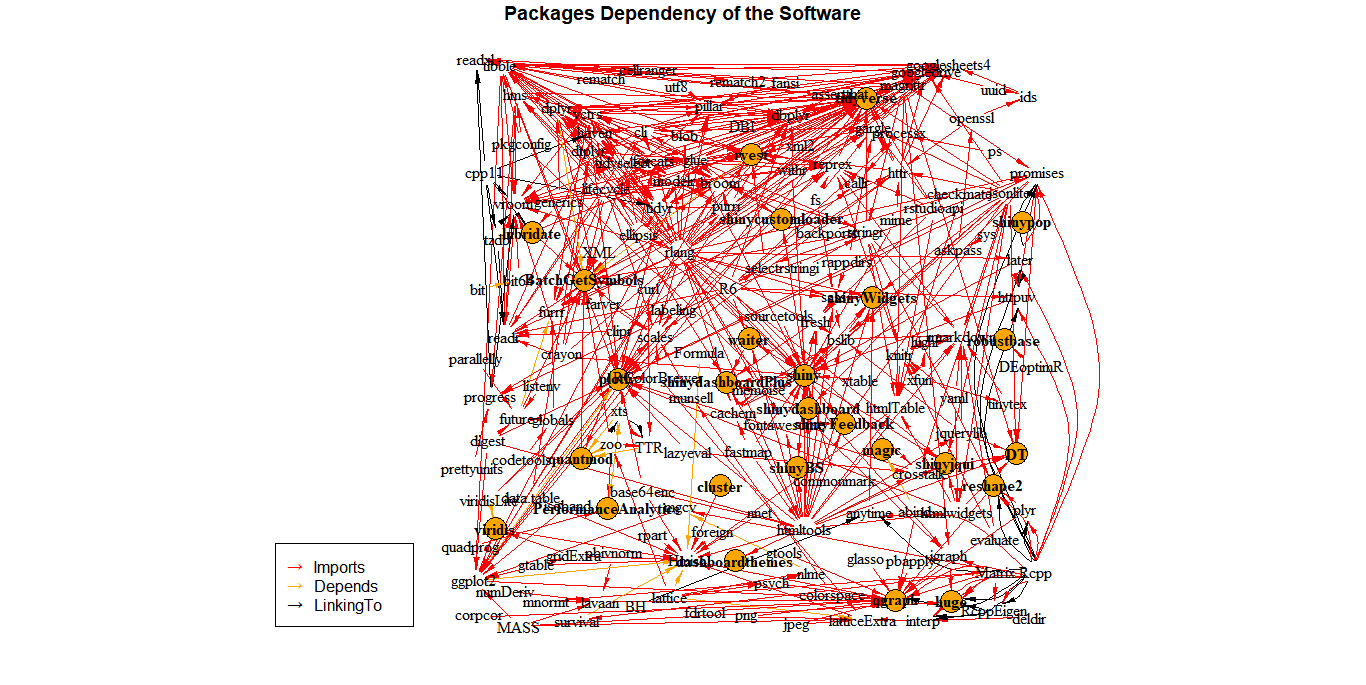 Packages Dependency of the Software
readxl
tibble
googlesheets4
googledrive
cellranger
rematch
utf8
rematch2
fansi
magrittr
uuid
ids
hms
assertthat
tidyverse
dplyr
vctrs
pillar
dbplyr
openssl
DBI
gargle
processx
haven
cli
blob
pkgconfig
xml2
dtplyr
rvest
ps
tidyselect
forcats
glue
reprex
cpp11
withr
httr
promises
modelr
broom
callr
lifecycle
checkmate
jsonlite
vroom
generics
tidyr
purrr
fs
rstudioapi
shinycustomloader
mime
shinypop
lubridate
ellipsis
backports
stringr
sys
tzdb
XML
rlang
askpass
later
selectr
stringi
rappdirs
bit
bit64
BatchGetSymbols
curl
R6
shinyWidgets
httpuv
furrr
farver
labeling
sourcetools
fresh
readr
clipr
scales
waiter
bslib
highr
rmarkdown
robustbase
crayon
Formula
knitr
parallelly
DEoptimR
plotly
RColorBrewer
shinydashboardPlus
shiny
xtable
xfun
listenv
memoise
progress
munsell
yaml
tinytex
future
globals
xts
cachem
shinydashboard
htmlTable
fontawesome
shinyFeedback
digest
zoo
TTR
jquerylib
lazyeval
fastmap
magic
DT
prettyunits
codetools
quantmod
shinyBS
shinyjqui
commonmark
crosstalk
cluster
reshape2
viridisLite
data.table
base64enc
isoband
PerformanceAnalytics
mgcv
nnet
anytime
abind
htmlwidgets
plyr
viridis
foreign
htmltools
rpart
evaluate
quadprog
gridExtra
pbivnorm
gtools
gtable
dashboardthemes
glasso
pbapply
igraph
Imports
ggplot2
nlme
Matrix
Rcpp
psych
Depends
numDeriv
mnormt
lavaan
BH
lattice
colorspace
qgraph
huge
LinkingTo
corpcor
fdrtool
png
RcppEigen
MASS
survival
jpeg
latticeExtra
interp
deldir